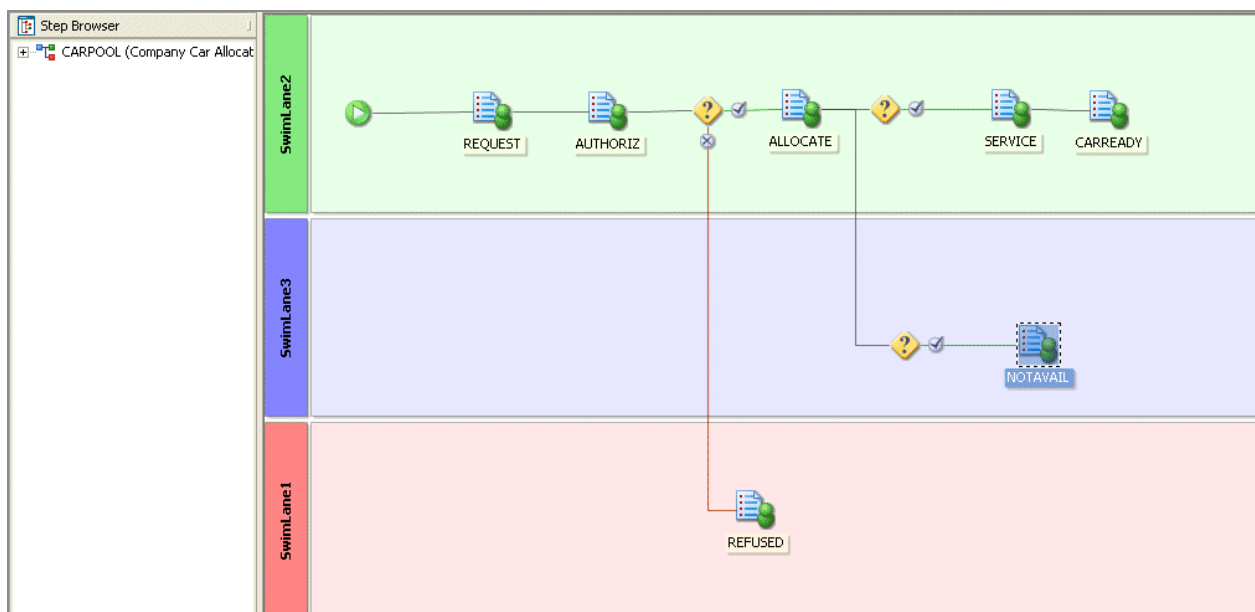 Step Browser
CARPOOL (Company Car Allocat
SwimLane2
REQUEST
AUTHORIZ
?
ALLOCATE
?
SERVICE
CARREADY
SwimLane3
?
NOTAVAIL
SwimLane1
REFUSED